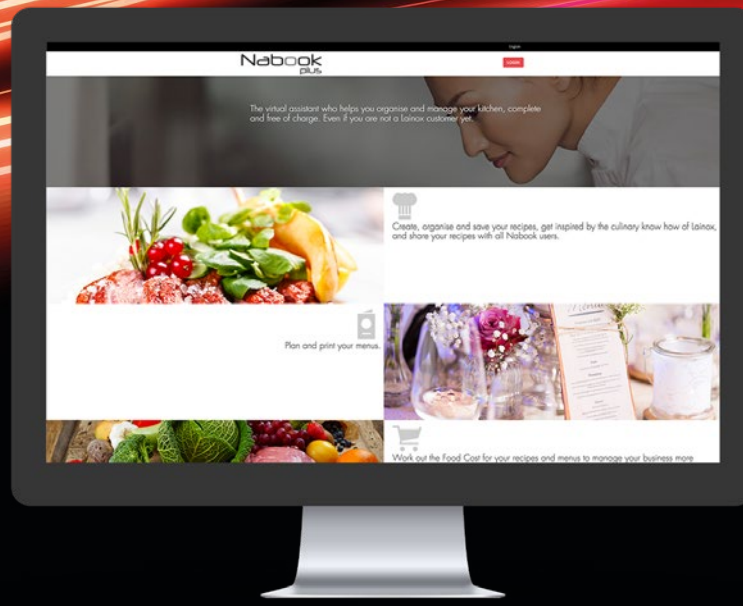 English
Nabook
plus
LOGIN
The virtual assistant who helps you organise and manage your kitchen, complete
and free of charge. Even if you are not a Lainox customer yet.
Create, organise and save your recipes, get inspired by the culinary know how of Lainox,
and share your recipes with all Nabook users.
Plan and print your menus.
Menu
Work out the Food Cost for your recipes and menus to manage your business more